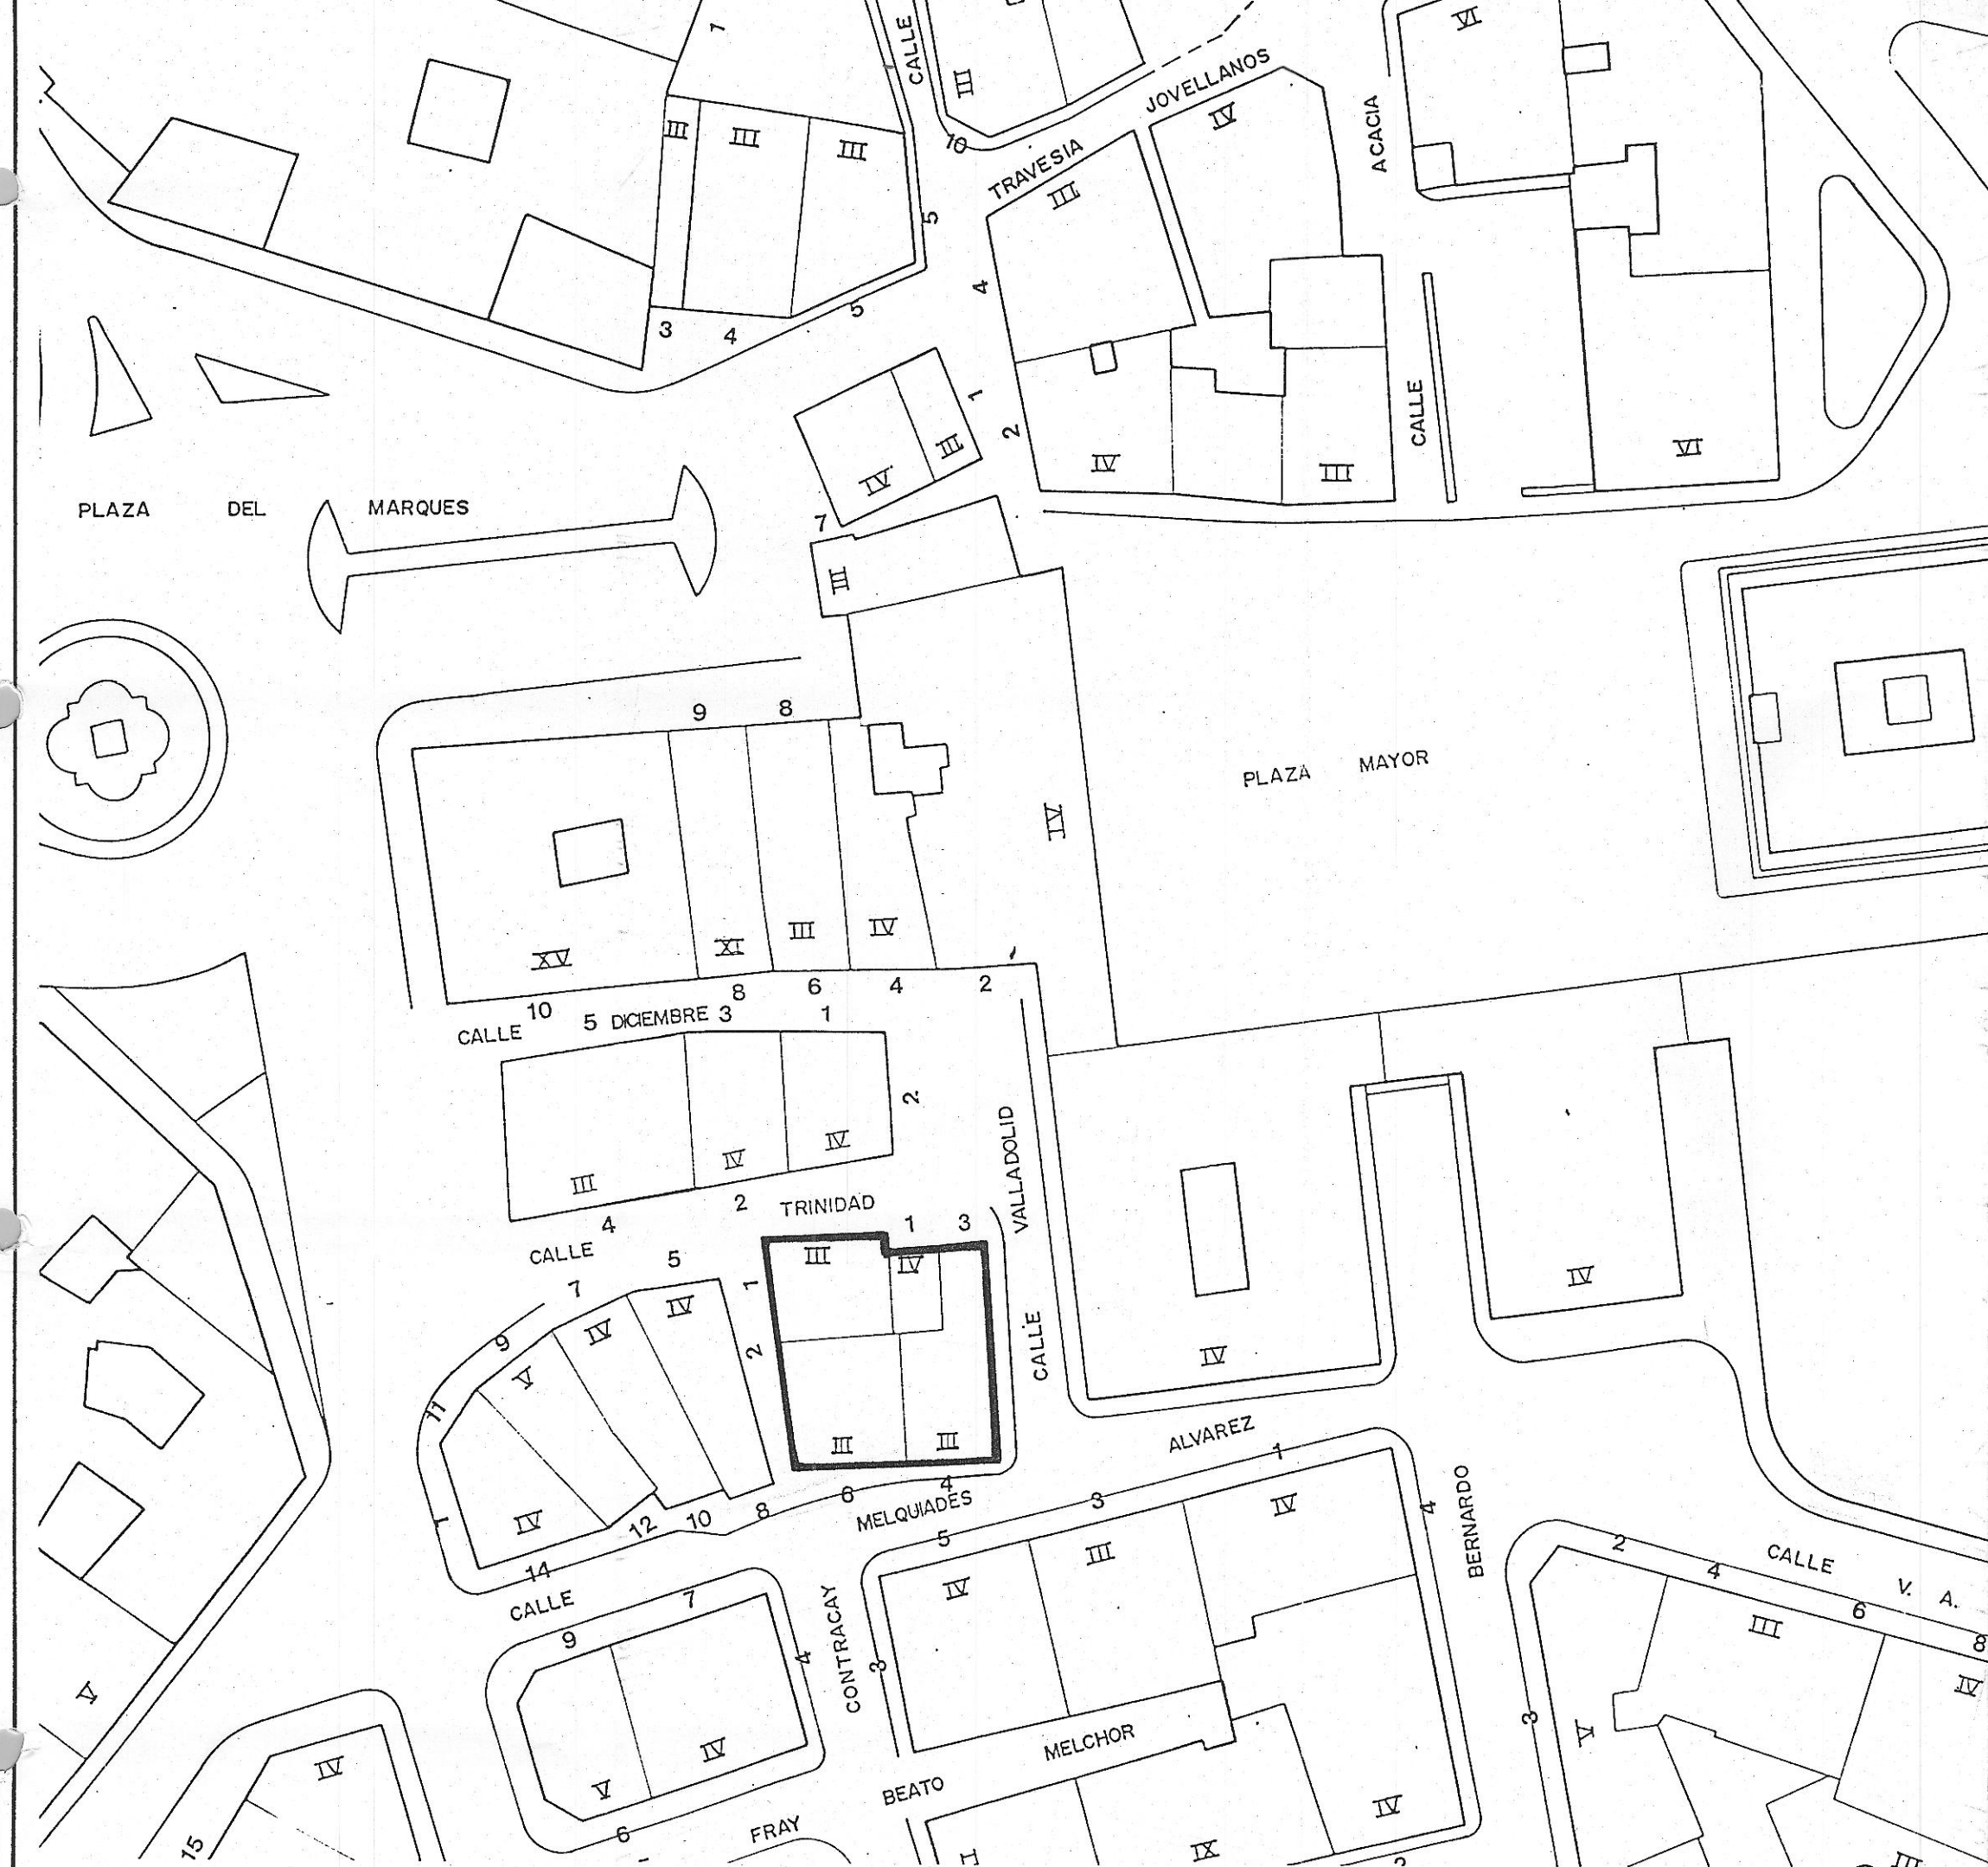 VI
1
CALLE
III
III
III
III
10
TRAVESIA
JOVELLANOS
IV
ACACIA
III
5
4
3
4
5
1
2
IV
III
IV
III
CALLE
VI
PLAZA DEL MARQUES
7
III
9
8
PLAZA MAYOR
IV
XV
XI
III
IV
10
8
6
4
2
CALLE 5 DICIEMBRE
3
1
2
III
IV
IV
VALLADOLID
4
2
TRINIDAD
CALLE
1
3
5
7
III
IV
1
IV
IV
IV
2
9
V
CALLE
IV
11
III
III
ALVAREZ
1
1
IV
12
10
8
6
4
MELQUIADES
3
4
BERNARDO
14
CALLE
5
IV
III
IV
2
4
CALLE V. A.
6
8
7
9
4
CONTRACAY
3
III
IV
V
3
V
IV
V
IV
MELCHOR
BEATO
IV
6
FRAY
15
IX
III